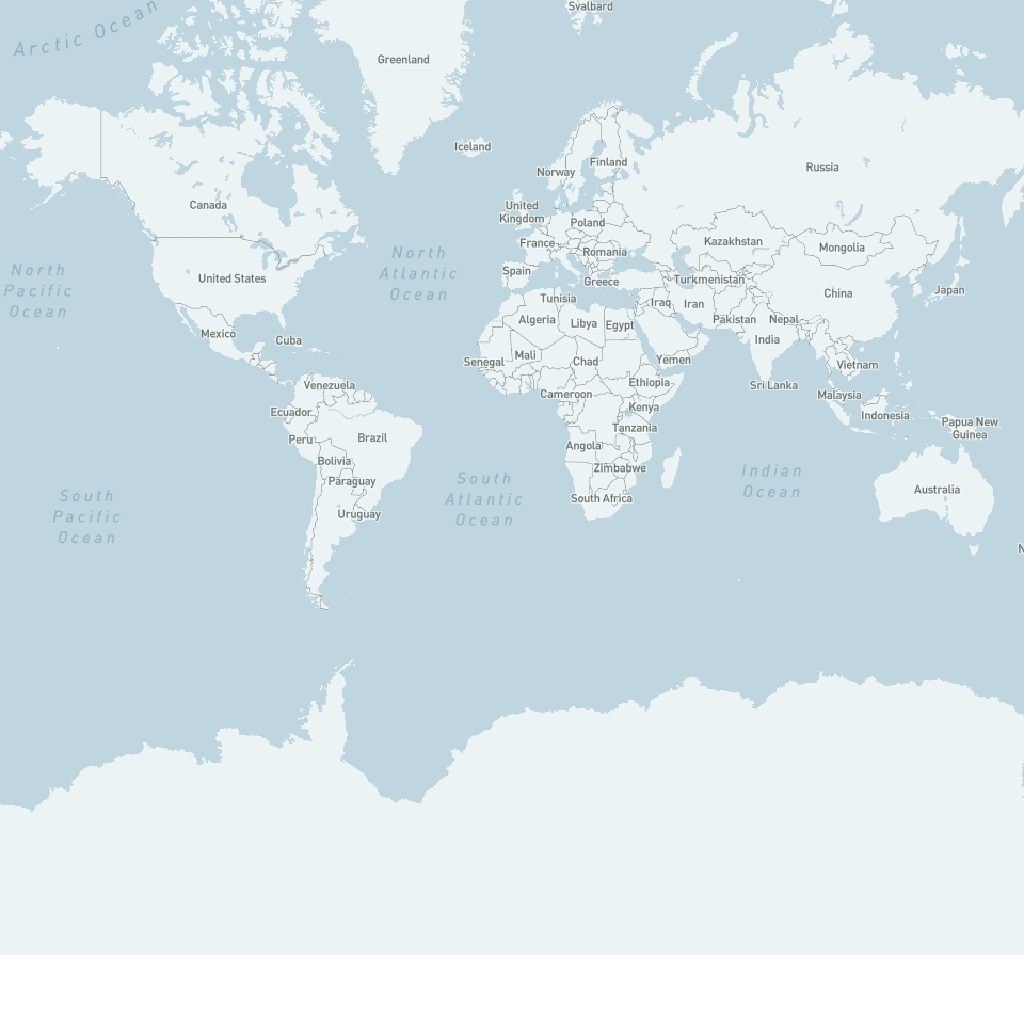 Svalbard
Arctic Ocean
Greenland
Iceland
Finland
Norway
Russia
Canada
United
Kingdom
Poland
France
Kazakhstan
Mongolia
Romania
North
Atlantic
Ocean
North
Pacific
Ocean
United States
Spain
Greece
Turkmenistan
China
Japan
Tunisia
Iraq
Iran
Algeria
Libya
Egypt
Pakistan
Nepal
Mexico
Cuba
India
Senegal
Mali
Chad
Yemen
Vietnam
Venezuela
Ethiopia
Sri Lanka
Cameroon
Malaysia
Ecuador
Kenya
Indonesia
Papua New
Guinea
Tanzania
Peru
Brazil
Angola
Bolivia
Zimbabwe
Indian
Ocean
Paraguay
South
Atlantic
Ocean
Australia
South
Pacific
Ocean
South Africa
Uruguay
N